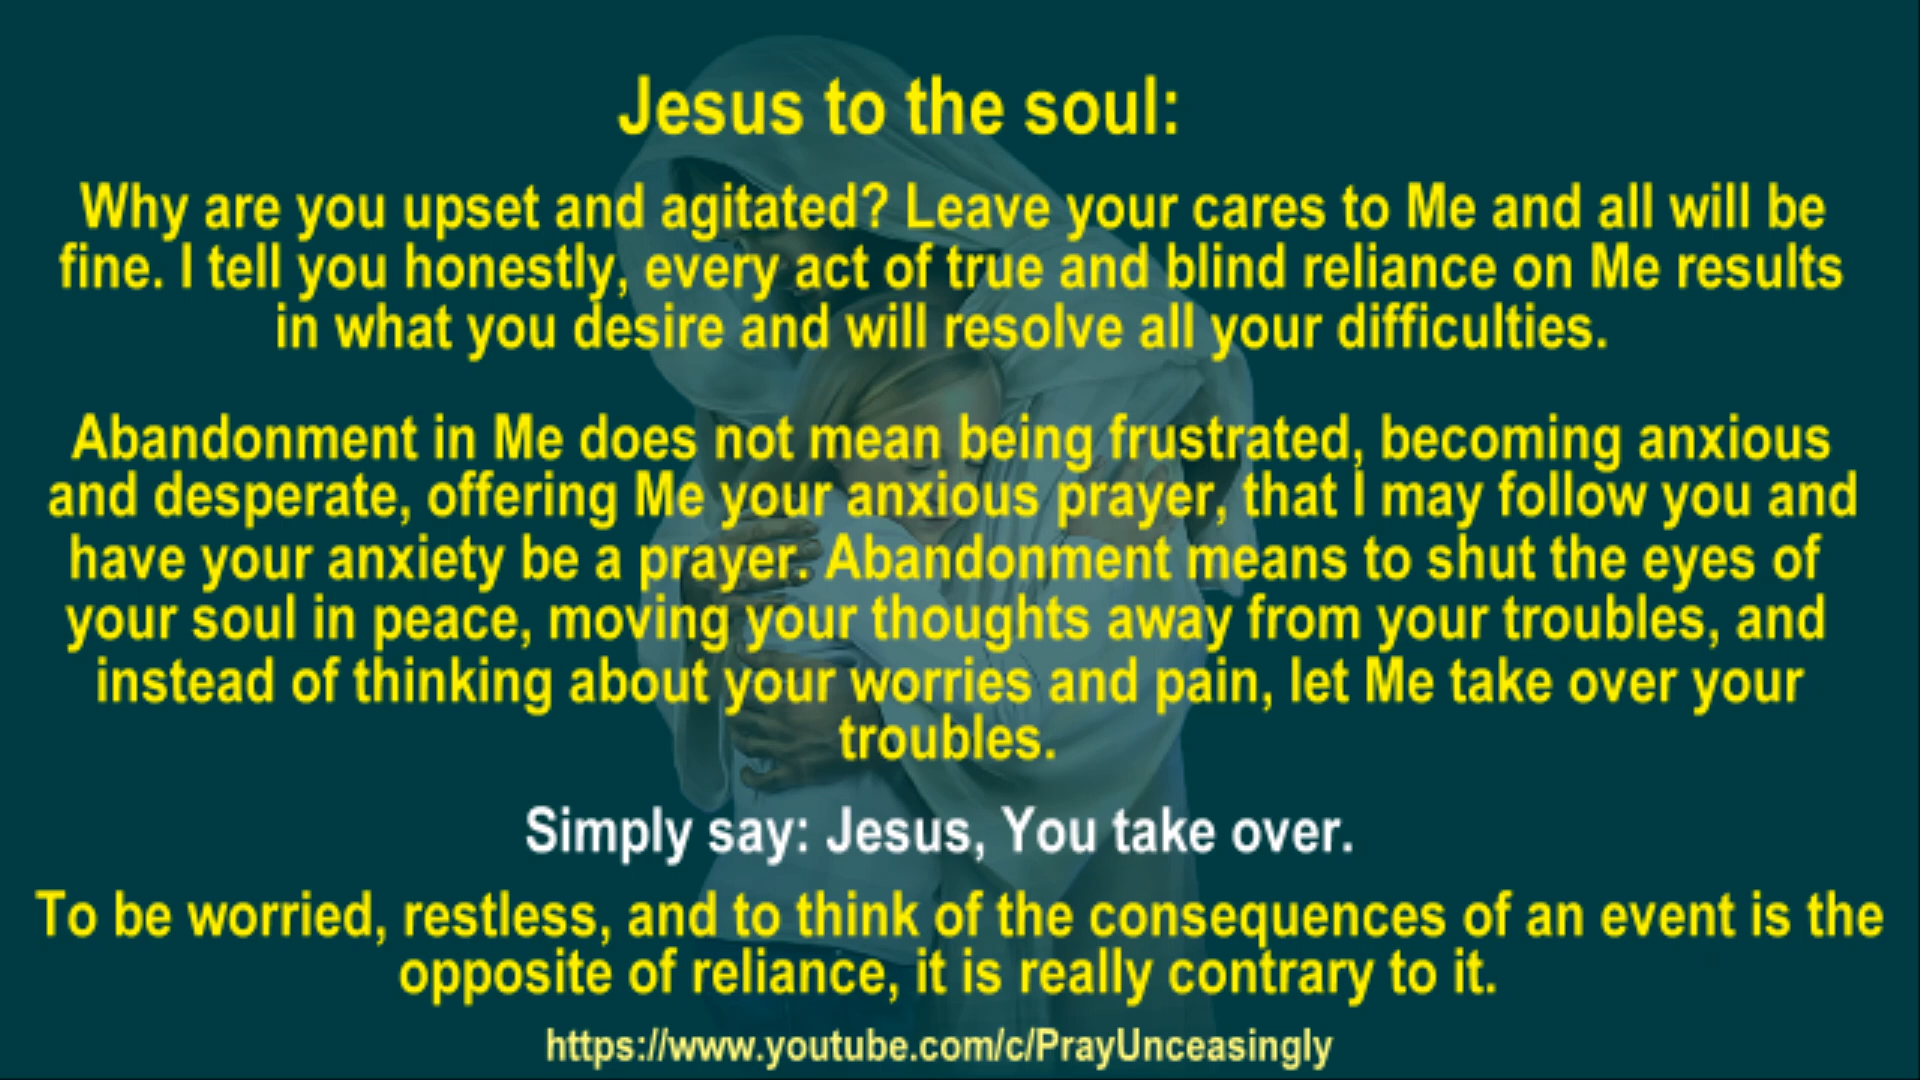 Jesus to the soul:
Why are you upset and agitated? Leave your cares to Me and all will be
fine. I tell you honestly, every act of true and blind reliance on Me results
in what you desire and will resolve all your difficulties.
Abandonment in Me does not mean being frustrated, becoming anxious
and desperate, offering Me your anxious prayer, that I may follow you and
have your anxiety be a prayer. Abandonment means to shut the eyes of
your soul in peace, moving your thoughts away from your troubles, and
instead of thinking about your worries and pain, let Me take over your
troubles.
Simply say: Jesus, You take over.
To be worried, restless, and to think of the consequences of an event is the
opposite of reliance, it is really contrary to it.
https://www.youtube.com/c/PrayUnceasingly